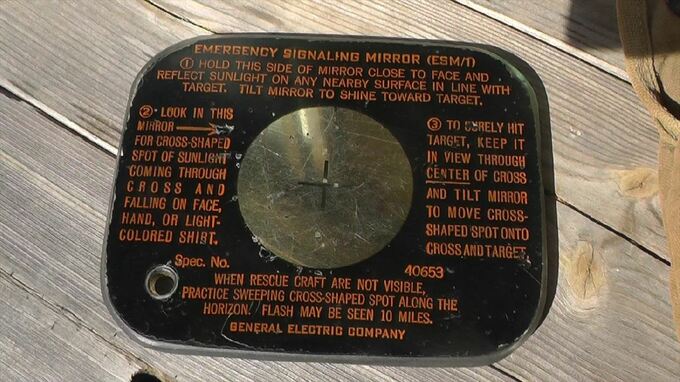 EMERGENCY SIGNALING MIRROR (ESM/1)
① HOLD THIS SIDE OF MIRROR CLOSE TO FACE AND
REFLECT SUNLIGHT ON ANY NEARBY SURFACE IN LINE WITH
TARGET. TILT MIRROR TO SHINE TOWARD TARGET.
② LOOK IN THIS
MIRROR
FOR CROSS-SHAPED
SPOT OF SUNLIGHT
COMING THROUGH
CROSS AND
FALLING ON FACE,
HAND, OR LIGHT-
COLORED SHIRT.
③ TO SURELY HIT
TARGET, KEEP IT
IN VIEW THROUGH
CENTER OF CROSS
AND TILT MIRROR
TO MOVE CROSS-
SHAPED SPOT ONTO
CROSS AND TARGET
Spec. No. 40653
WHEN RESCUE CRAFT ARE NOT VISIBLE,
PRACTICE SWEEPING CROSS-SHAPED SPOT ALONG THE
HORIZON. FLASH MAY BE SEEN 10 MILES.
GENERAL ELECTRIC COMPANY